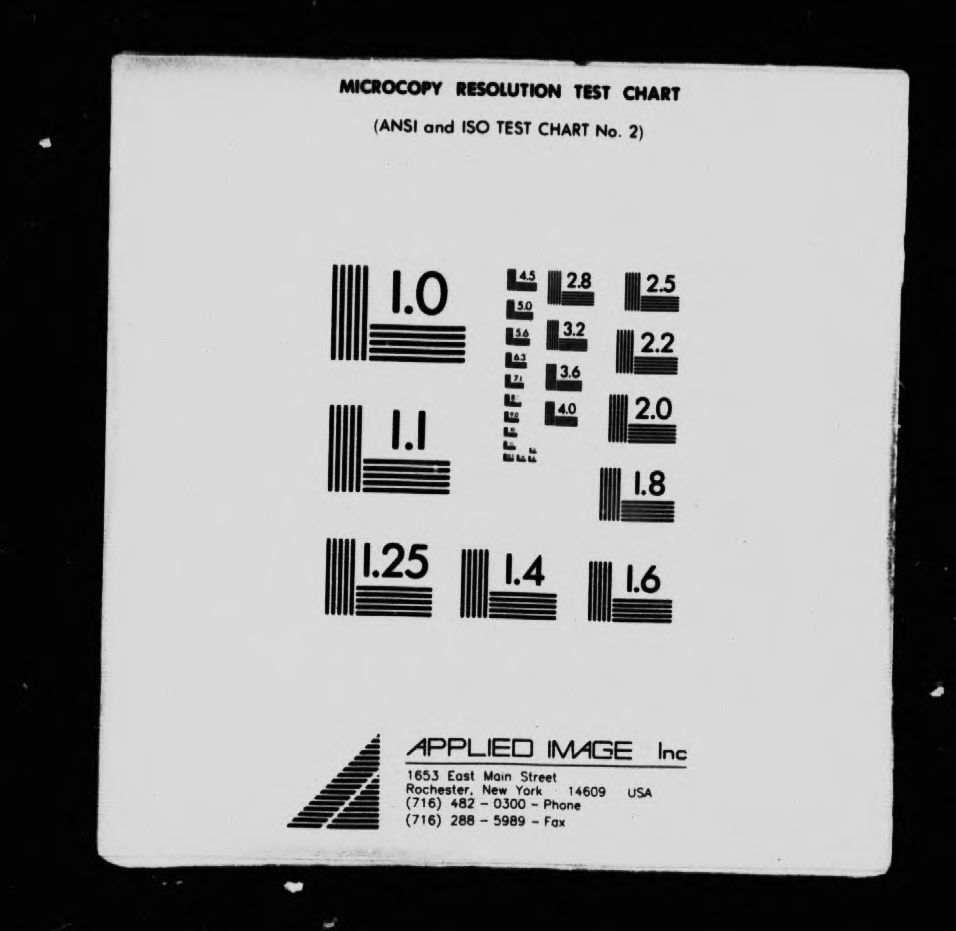 MICROCOPY RESOLUTION TEST CHART
(ANSI and ISO TEST CHART No. 2)
1.0
1.1
1.25
1.4
1.6
1.8
2.0
2.2
2.5
2.8
3.2
3.6
4.0
4.5
5.0
5.6
6.3
7.1
APPLIED IMAGE Inc
1653 East Main Street
Rochester, New York 14609 USA
(716) 482 - 0300 - Phone
(716) 288 - 5989 - Fax